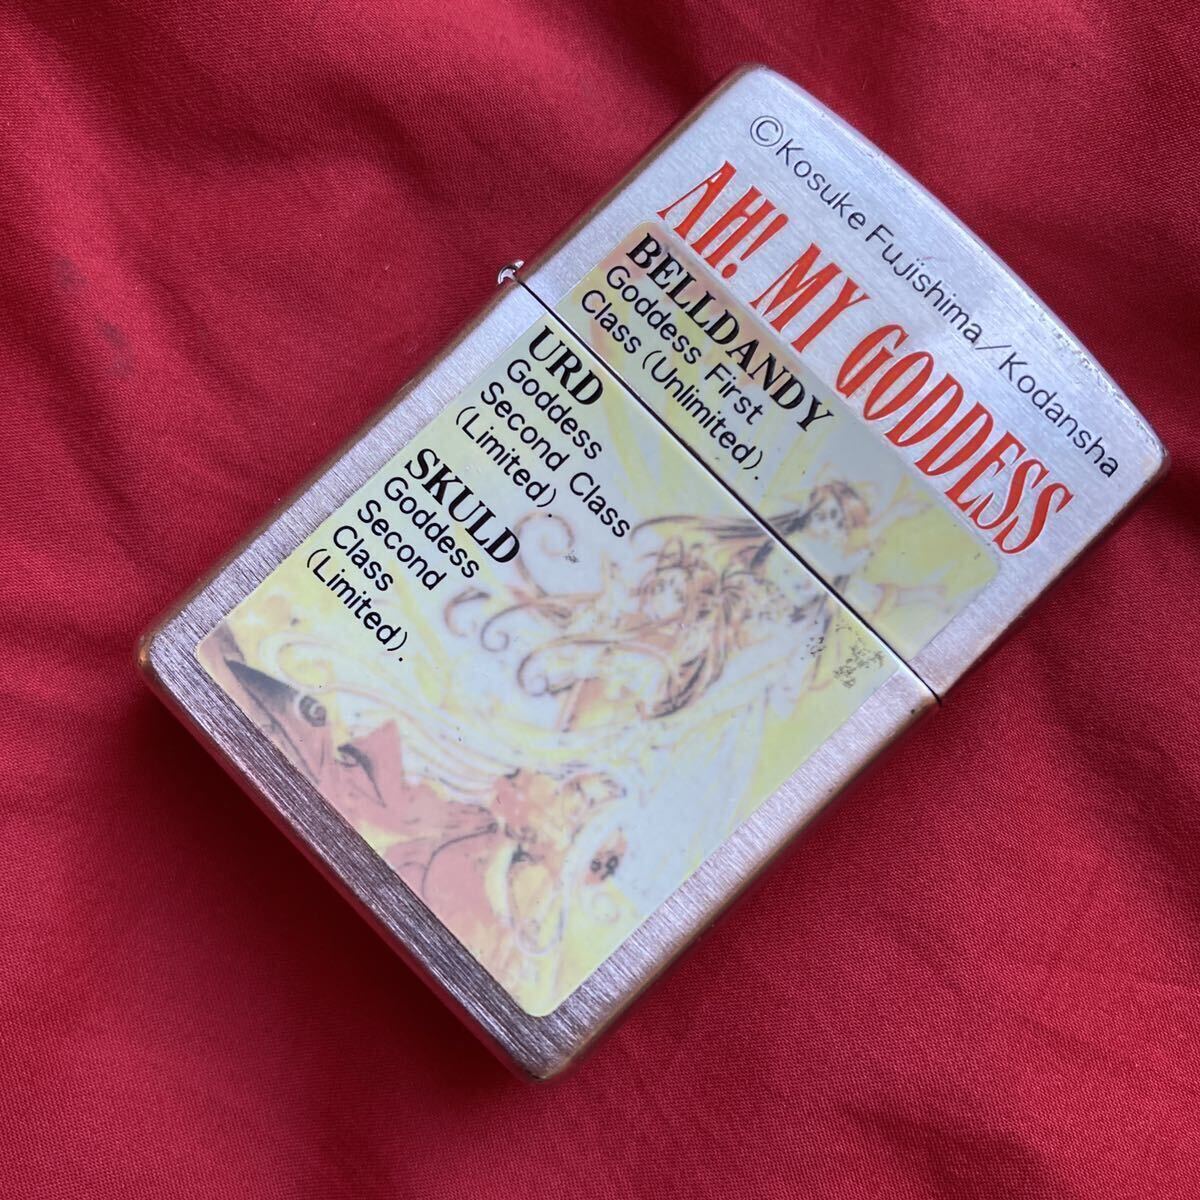 ©Kosuke Fujishima／Kodansha
AH! MY GODDESS
BELLDANDY
Goddess First
Class (Unlimited).
URD
Goddess
Second Class
(Limited).
SKULD
Goddess
Second
Class
(Limited).